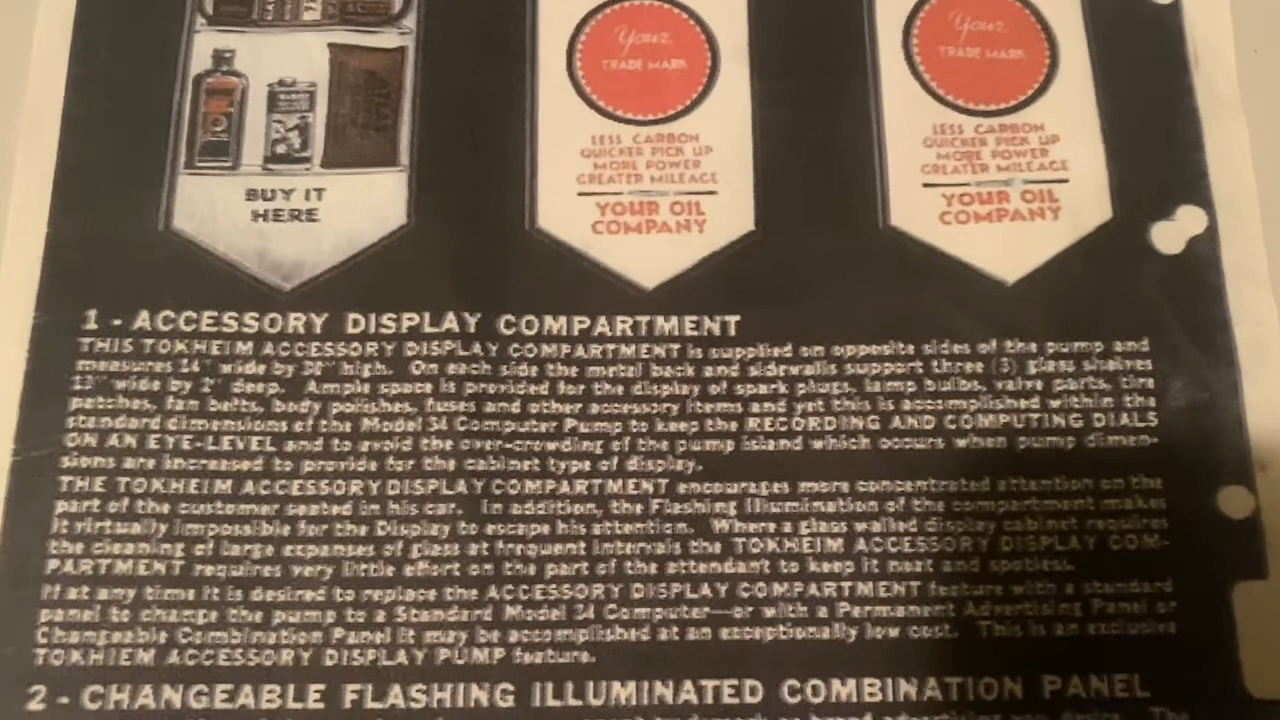 Your
TRADE MARK
LESS CARBON
QUICKER PICK UP
MORE POWER
GREATER MILEAGE
YOUR OIL
COMPANY
Your
TRADE MARK
LESS CARBON
QUICKER PICK UP
MORE POWER
GREATER MILEAGE
YOUR OIL
COMPANY
BUY IT
HERE
1 - ACCESSORY DISPLAY COMPARTMENT
THIS TOKHEIM ACCESSORY DISPLAY COMPARTMENT is supplied on opposite sides of the pump and
measures 14" wide by 30" high. On each side the metal back and sidewalls support three (3) glass shelves
13" wide by 2" deep. Ample space is provided for the display of spark plugs, lamp bulbs, valve parts, tire
patches, fan belts, body polishes, fuses and other accessory items and yet this is accomplished within the
standard dimensions of the Model 34 Computer Pump to keep the RECORDING AND COMPUTING DIALS
ON AN EYE-LEVEL and to avoid the over-crowding of the pump island which occurs when pump dimen-
sions are increased to provide for the cabinet type of display.
THE TOKHEIM ACCESSORY DISPLAY COMPARTMENT encourages more concentrated attention on the
part of the customer seated in his car. In addition, the Flashing Illumination of the compartment makes
it virtually impossible for the Display to escape his attention. Where a glass walled display cabinet requires
the cleaning of large expanses of glass at frequent intervals the TOKHEIM ACCESSORY DISPLAY COM-
PARTMENT requires very little effort on the part of the attendant to keep it neat and spotless.
If at any time it is desired to replace the ACCESSORY DISPLAY COMPARTMENT feature with a standard
panel to change the pump to a Standard Model 34 Computer—or with a Permanent Advertising Panel or
Changeable Combination Panel it may be accomplished at an exceptionally low cost. This is an exclusive
TOKHIEM ACCESSORY DISPLAY PUMP feature.
2 - CHANGEABLE FLASHING ILLUMINATED COMBINATION PANEL